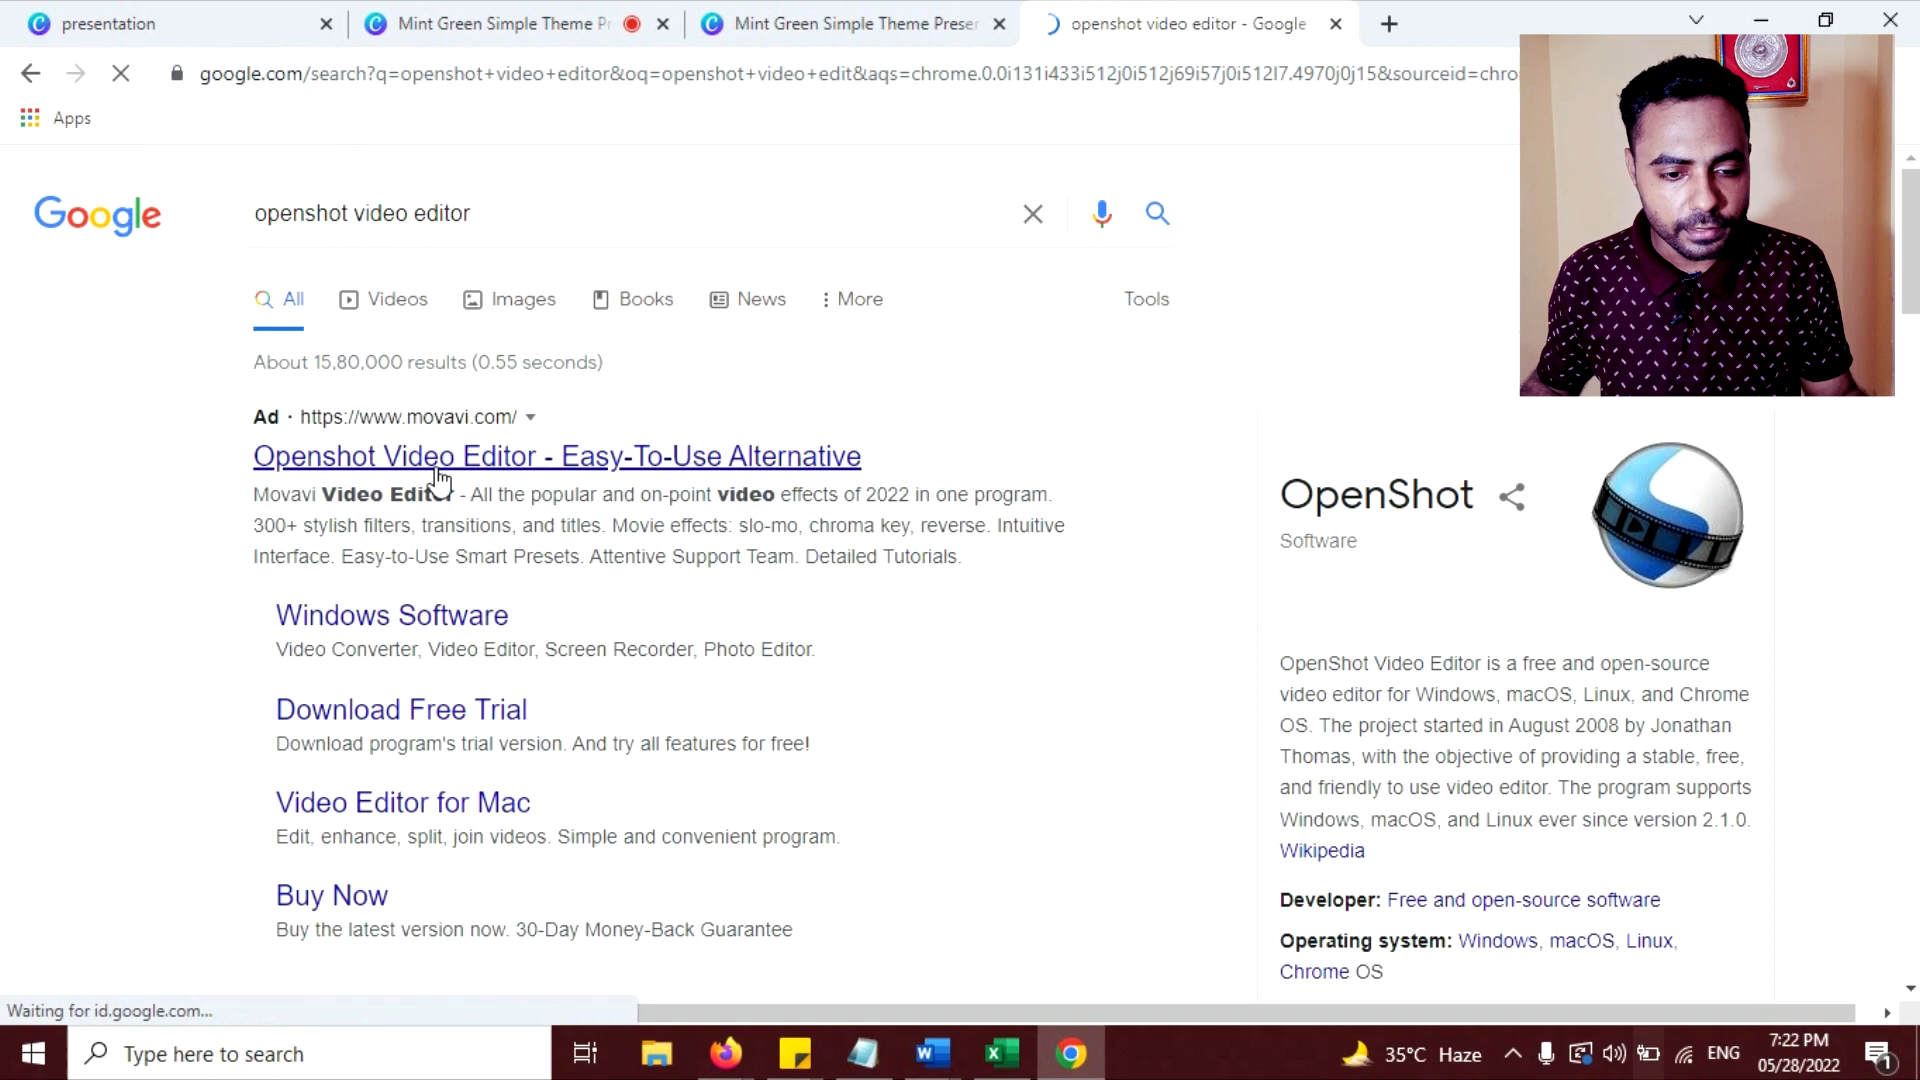 presentation
Mint Green Simple Theme Pr
Mint Green Simple Theme Preser
openshot video editor - Google
google.com/search?q=openshot+video+editor&oq=openshot+video+edit&aqs=chrome.0.0i131i433i512j0i512j69i57j0i512l7.4970j0j15&sourceid=chro
Apps
Google
openshot video editor
All Videos Images Books News More Tools
About 15,80,000 results (0.55 seconds)
Ad · https://www.movavi.com/
Openshot Video Editor - Easy-To-Use Alternative
Movavi Video Editor - All the popular and on-point video effects of 2022 in one program.
300+ stylish filters, transitions, and titles. Movie effects: slo-mo, chroma key, reverse. Intuitive
Interface. Easy-to-Use Smart Presets. Attentive Support Team. Detailed Tutorials.
Windows Software
Video Converter, Video Editor, Screen Recorder, Photo Editor.
Download Free Trial
Download program's trial version. And try all features for free!
Video Editor for Mac
Edit, enhance, split, join videos. Simple and convenient program.
Buy Now
Buy the latest version now. 30-Day Money-Back Guarantee
OpenShot
Software
OpenShot Video Editor is a free and open-source
video editor for Windows, macOS, Linux, and Chrome
OS. The project started in August 2008 by Jonathan
Thomas, with the objective of providing a stable, free,
and friendly to use video editor. The program supports
Windows, macOS, and Linux ever since version 2.1.0.
Wikipedia
Developer: Free and open-source software
Operating system: Windows, macOS, Linux,
Chrome OS
Waiting for id.google.com...
Type here to search
35°C Haze
ENG
7:22 PM
05/28/2022
1